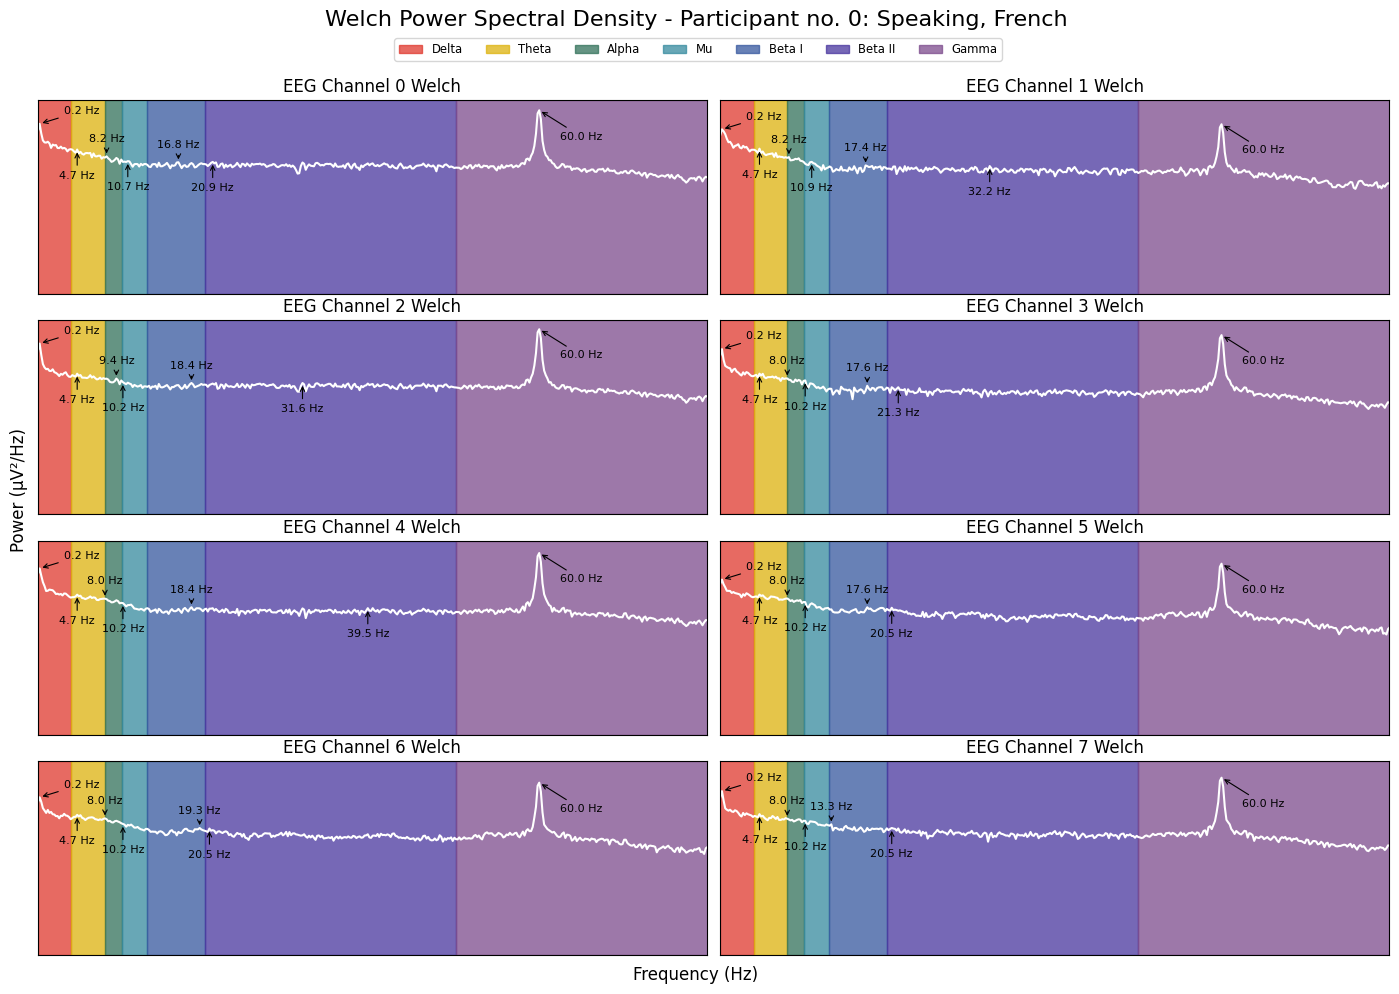 Welch Power Spectral Density - Participant no. 0: Speaking, French
Delta Theta Alpha Mu Beta I Beta II Gamma
EEG Channel 0 Welch
0.2 Hz
4.7 Hz
8.2 Hz
10.7 Hz
16.8 Hz
20.9 Hz
60.0 Hz
EEG Channel 1 Welch
0.2 Hz
4.7 Hz
8.2 Hz
10.9 Hz
17.4 Hz
32.2 Hz
60.0 Hz
EEG Channel 2 Welch
0.2 Hz
4.7 Hz
9.4 Hz
10.2 Hz
18.4 Hz
31.6 Hz
60.0 Hz
EEG Channel 3 Welch
0.2 Hz
4.7 Hz
8.0 Hz
10.2 Hz
17.6 Hz
21.3 Hz
60.0 Hz
EEG Channel 4 Welch
0.2 Hz
4.7 Hz
8.0 Hz
10.2 Hz
18.4 Hz
39.5 Hz
60.0 Hz
EEG Channel 5 Welch
0.2 Hz
4.7 Hz
8.0 Hz
10.2 Hz
17.6 Hz
20.5 Hz
60.0 Hz
EEG Channel 6 Welch
0.2 Hz
4.7 Hz
8.0 Hz
10.2 Hz
19.3 Hz
20.5 Hz
60.0 Hz
EEG Channel 7 Welch
0.2 Hz
4.7 Hz
8.0 Hz
10.2 Hz
13.3 Hz
20.5 Hz
60.0 Hz
Power (μV²/Hz)
Frequency (Hz)